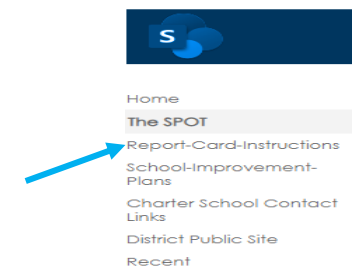 S
Home
The SPOT
Report-Card-Instructions
School-Improvement-
Plans
Charter School Contact
Links
District Public Site
Recent